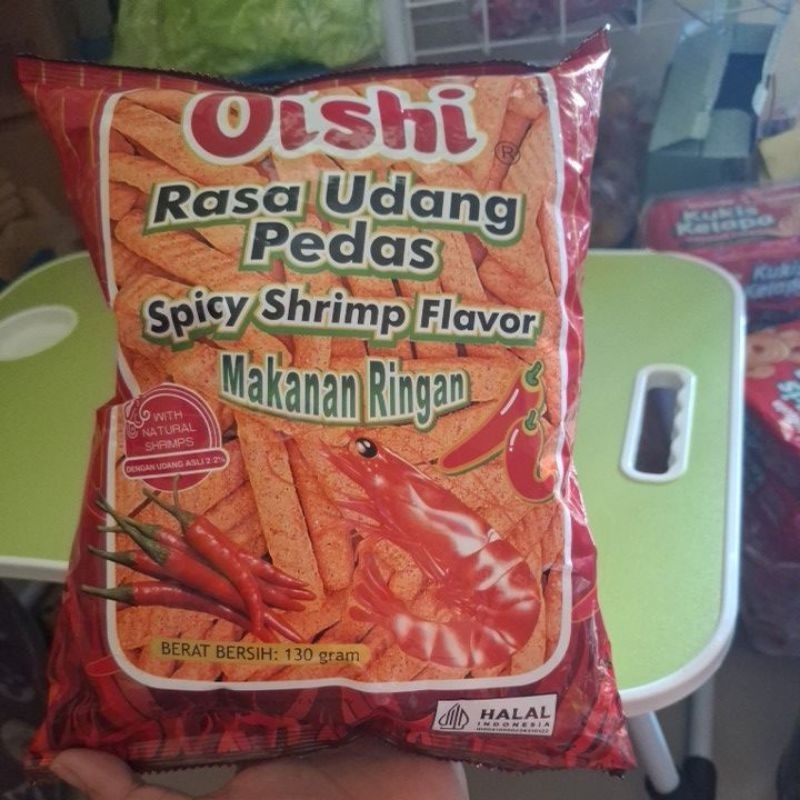 Oishi
®
Rasa Udang
Pedas
Spicy Shrimp Flavor
Makanan Ringan
WITH
NATURAL
SHRIMPS
DENGAN UDANG ASLI 2.2%
BERAT BERSIH: 130 gram
HALAL
INDONESIA
Kukis
Kelapa